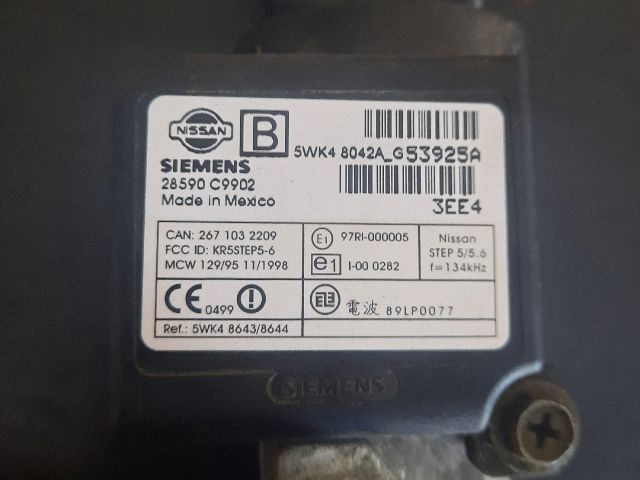 NISSAN
B
SIEMENS
28590 C9902
Made in Mexico
5WK4 8042A_G53925A
3EE4
CAN: 267 103 2209
FCC ID: KR5STEP5-6
MCW 129/95 11/1998
E1 97RI-000005
e1 I-00 0282
Nissan
STEP 5/5.6
f=134kHz
CE 0499
電波 89LP0077
Ref.: 5WK4 8643/8644
SIEMENS